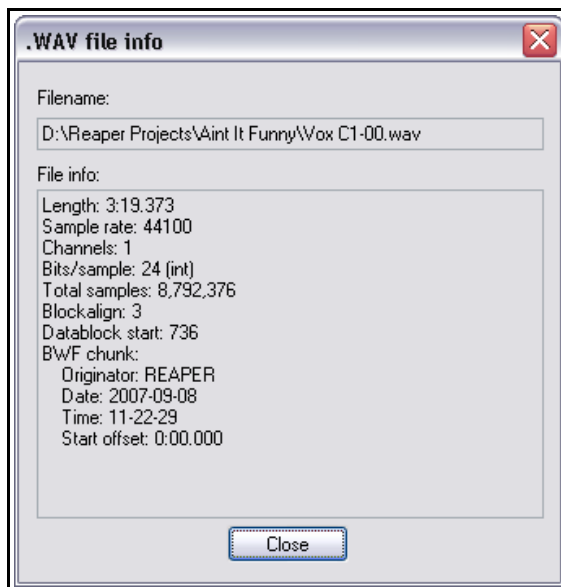 .WAV file info
Filename:
D:\Reaper Projects\Aint It Funny\Vox C1-00.wav
File info:
Length: 3:19.373
Sample rate: 44100
Channels: 1
Bits/sample: 24 (int)
Total samples: 8,792,376
Blockalign: 3
Datablock start: 736
BWF chunk:
Originator: REAPER
Date: 2007-09-08
Time: 11-22-29
Start offset: 0:00.000
Close